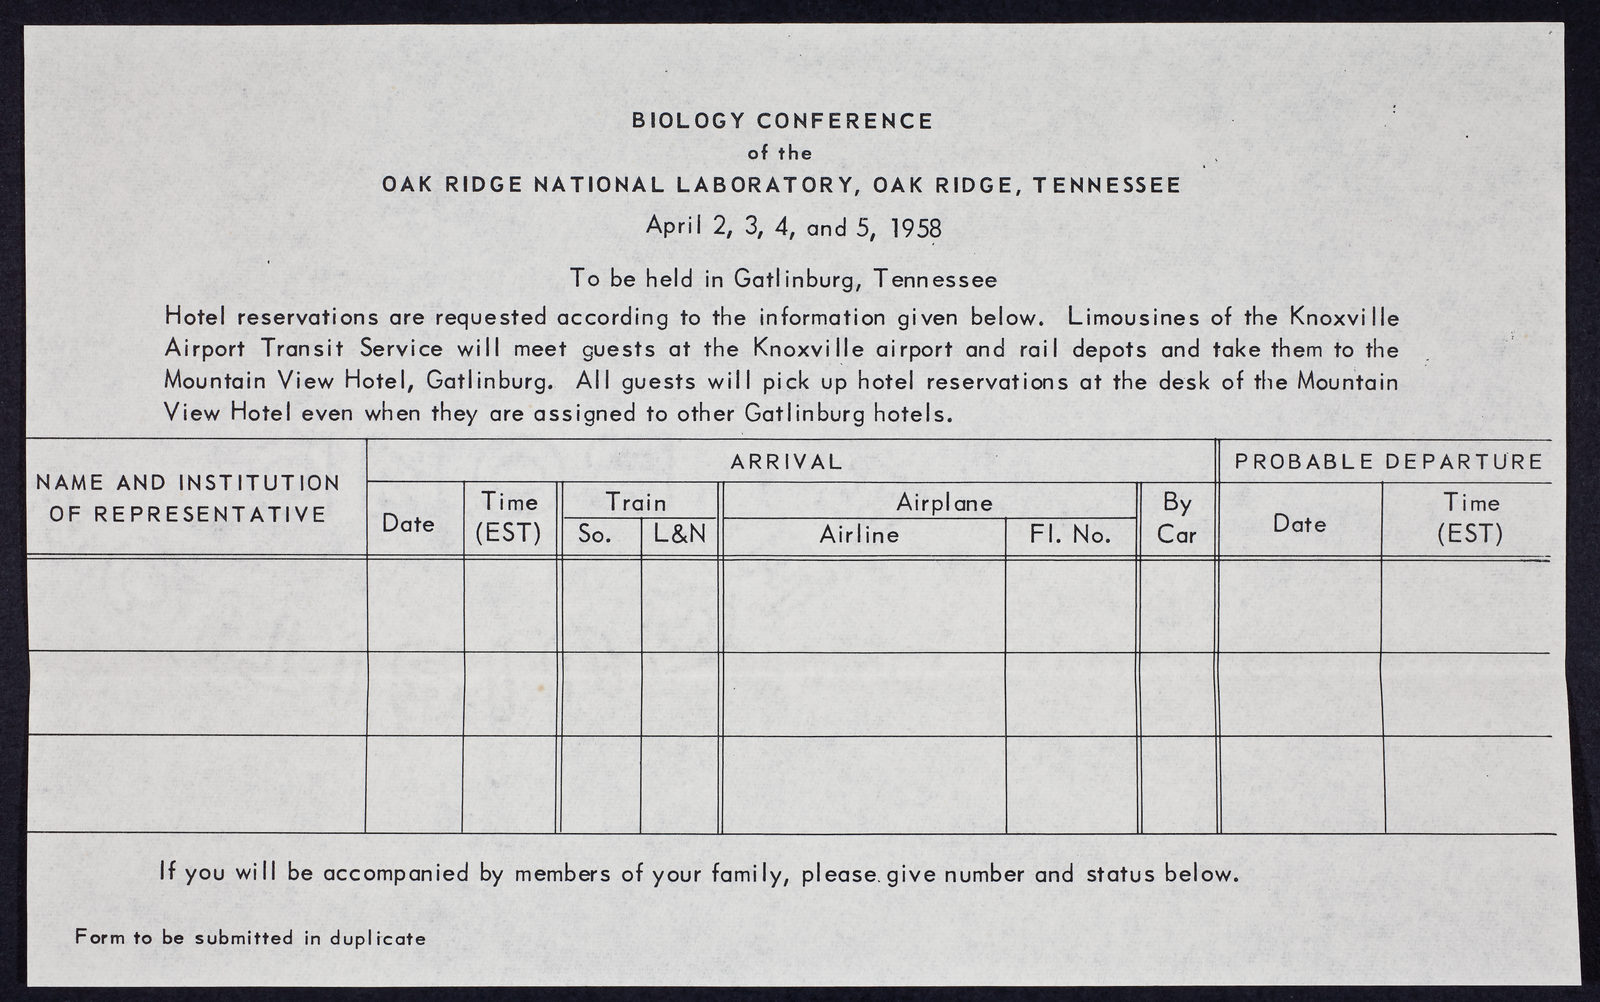 BIOLOGY CONFERENCE
of the
OAK RIDGE NATIONAL LABORATORY, OAK RIDGE, TENNESSEE
April 2, 3, 4, and 5, 1958
To be held in Gatlinburg, Tennessee
Hotel reservations are requested according to the information given below. Limousines of the Knoxville
Airport Transit Service will meet guests at the Knoxville airport and rail depots and take them to the
Mountain View Hotel, Gatlinburg. All guests will pick up hotel reservations at the desk of the Mountain
View Hotel even when they are assigned to other Gatlinburg hotels.
NAME AND INSTITUTION
OF REPRESENTATIVE
ARRIVAL
Date
Time
(EST)
Train
So.
L&N
Airplane
Airline
Fl. No.
By
Car
PROBABLE DEPARTURE
Date
Time
(EST)
If you will be accompanied by members of your family, please give number and status below.
Form to be submitted in duplicate